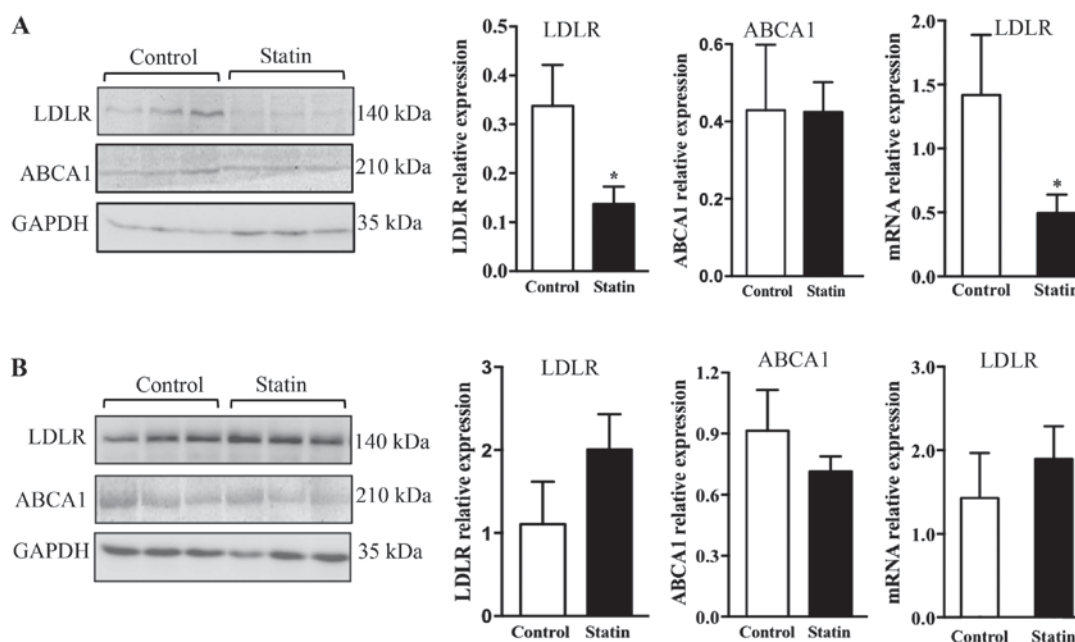 A
Control Statin
LDLR 140 kDa
ABCA1 210 kDa
GAPDH 35 kDa
LDLR
LDLR relative expression
0.4
0.3
0.2
0.1
0.0
*
Control Statin
ABCA1
ABCA1 relative expression
0.6
0.4
0.2
0.0
Control Statin
LDLR
mRNA relative expression
2.0
1.5
1.0
0.5
0.0
*
Control Statin
B
Control Statin
LDLR 140 kDa
ABCA1 210 kDa
GAPDH 35 kDa
LDLR
LDLR relative expression
3
2
1
0
Control Statin
ABCA1
ABCA1 relative expression
1.2
0.9
0.6
0.3
0.0
Control Statin
LDLR
mRNA relative expression
3.0
2.0
1.0
0.0
Control Statin